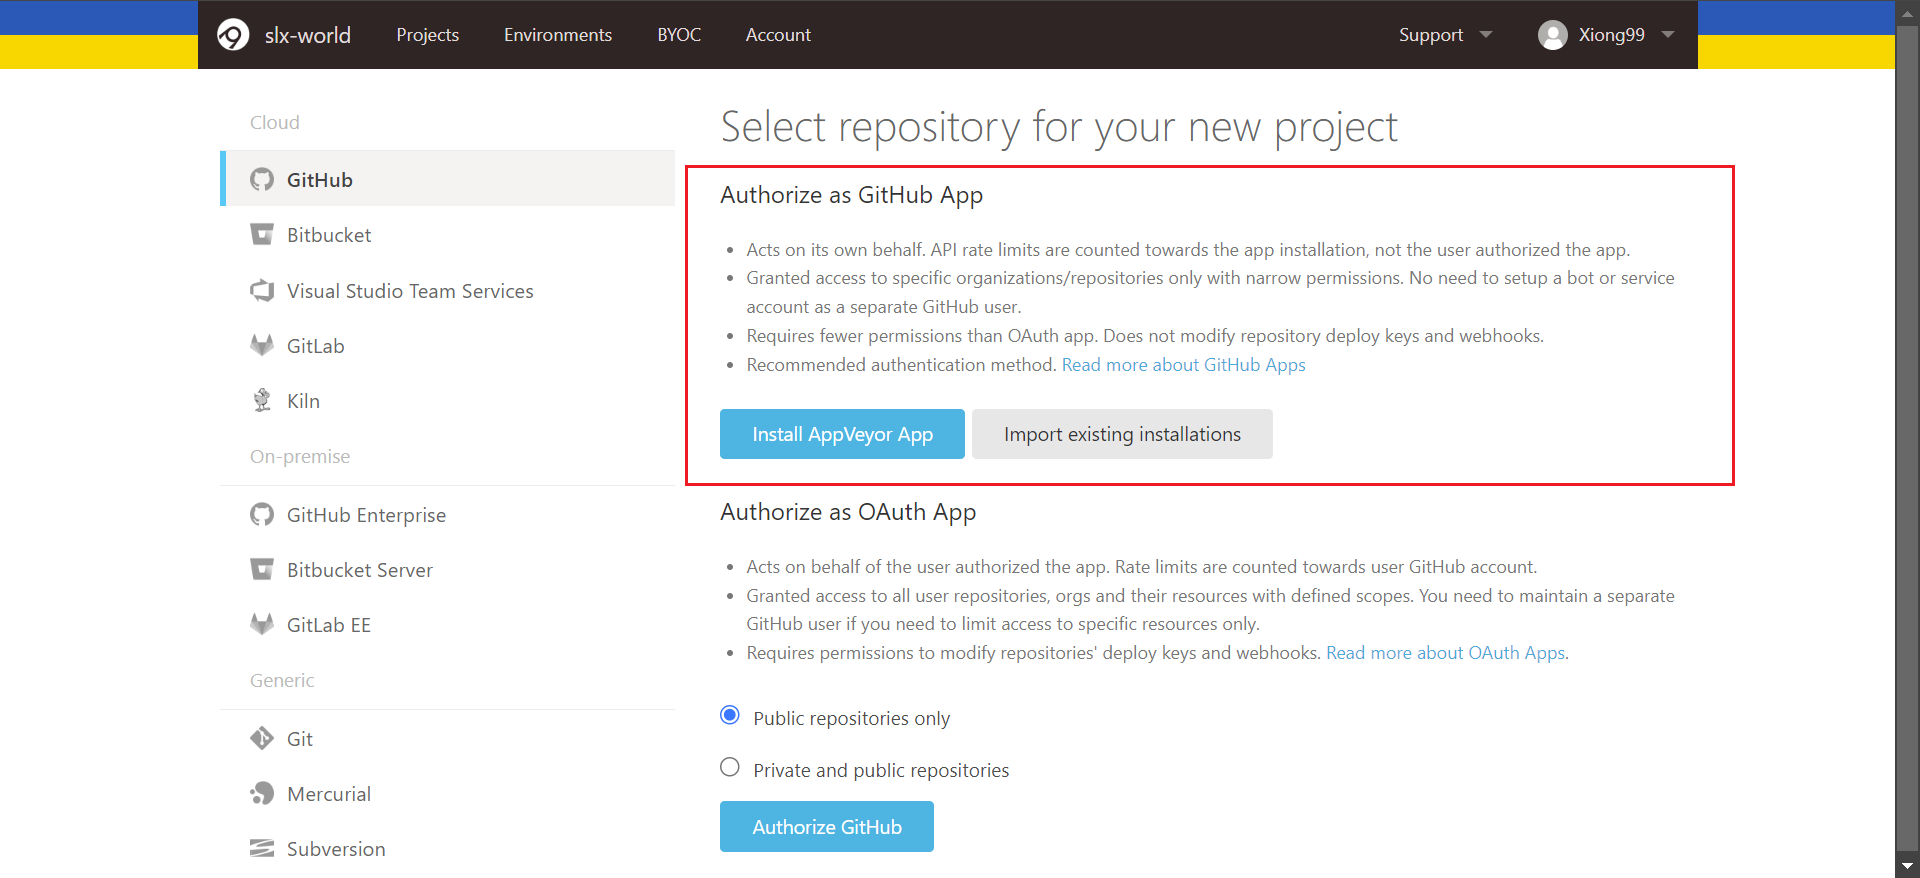 slx-world
Projects
Environments
BYOC
Account
Support
Xiong99
Cloud
GitHub
Bitbucket
Visual Studio Team Services
GitLab
Kiln
On-premise
GitHub Enterprise
Bitbucket Server
GitLab EE
Generic
Git
Mercurial
Subversion
Select repository for your new project
Authorize as GitHub App
Acts on its own behalf. API rate limits are counted towards the app installation, not the user authorized the app.
Granted access to specific organizations/repositories only with narrow permissions. No need to setup a bot or service
account as a separate GitHub user.
Requires fewer permissions than OAuth app. Does not modify repository deploy keys and webhooks.
Recommended authentication method. Read more about GitHub Apps
Install AppVeyor App
Import existing installations
Authorize as OAuth App
Acts on behalf of the user authorized the app. Rate limits are counted towards user GitHub account.
Granted access to all user repositories, orgs and their resources with defined scopes. You need to maintain a separate
GitHub user if you need to limit access to specific resources only.
Requires permissions to modify repositories' deploy keys and webhooks. Read more about OAuth Apps.
Public repositories only
Private and public repositories
Authorize GitHub